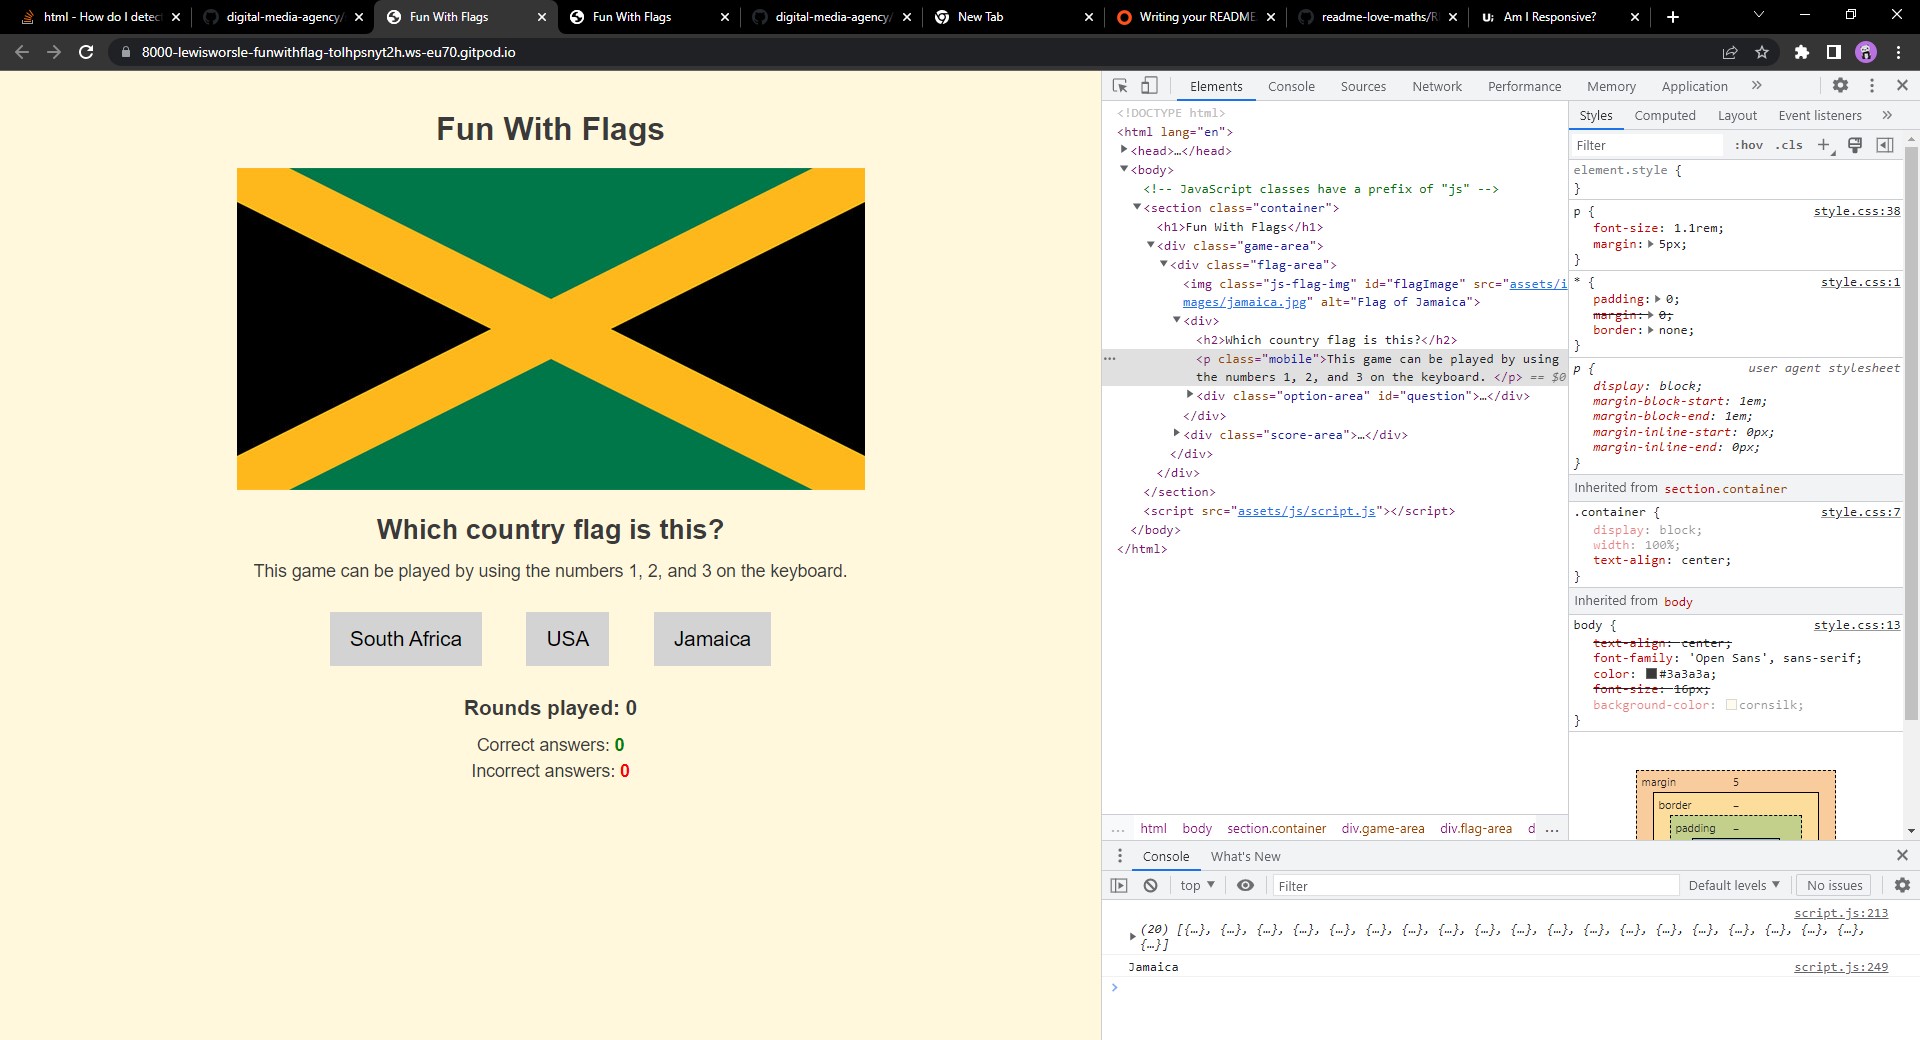 html - How do I detec
digital-media-agency/
Fun With Flags
Fun With Flags
digital-media-agency/
New Tab
Writing your README
readme-love-maths/R
Am I Responsive?
8000-lewisworsle-funwithflag-tolhpsnyt2h.ws-eu70.gitpod.io
Fun With Flags
Which country flag is this?
This game can be played by using the numbers 1, 2, and 3 on the keyboard.
South Africa USA Jamaica
Rounds played: 0
Correct answers: 0
Incorrect answers: 0
Elements Console Sources Network Performance Memory Application
<!DOCTYPE html>
<html lang="en">
<head>…</head>
<body>
<!-- JavaScript classes have a prefix of "js" -->
<section class="container">
<h1>Fun With Flags</h1>
<div class="game-area">
<div class="flag-area">
<img class="js-flag-img" id="flagImage" src="assets/i
mages/jamaica.jpg" alt="Flag of Jamaica">
<div>
<h2>Which country flag is this?</h2>
<p class="mobile">This game can be played by using
the numbers 1, 2, and 3 on the keyboard. </p> == $0
<div class="option-area" id="question">…</div>
</div>
<div class="score-area">…</div>
</div>
</div>
</section>
<script src="assets/js/script.js"></script>
</body>
</html>
… html body section.container div.game-area div.flag-area d …
Styles Computed Layout Event listeners
Filter :hov .cls +
element.style {
}
p { style.css:38
font-size: 1.1rem;
margin: 5px;
}
* { style.css:1
padding: 0;
margin: 0;
border: none;
}
p { user agent stylesheet
display: block;
margin-block-start: 1em;
margin-block-end: 1em;
margin-inline-start: 0px;
margin-inline-end: 0px;
}
Inherited from section.container
.container { style.css:7
display: block;
width: 100%;
text-align: center;
}
Inherited from body
body { style.css:13
text-align: center;
font-family: 'Open Sans', sans-serif;
color: #3a3a3a;
font-size: 16px;
background-color: cornsilk;
}
margin 5
border –
padding –
Console What's New
top Filter Default levels No issues
script.js:213
(20) [{…}, {…}, {…}, {…}, {…}, {…}, {…}, {…}, {…}, {…}, {…}, {…}, {…}, {…}, {…}, {…}, {…}, {…}, {…},
{…}]
Jamaica script.js:249